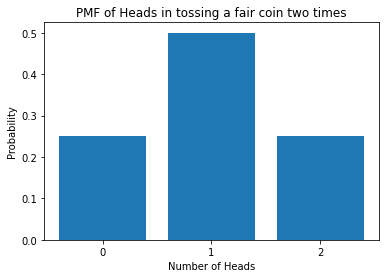 PMF of Heads in tossing a fair coin two times
0.5
0.4
0.3
0.2
0.1
0.0
Probability
0 1 2
Number of Heads